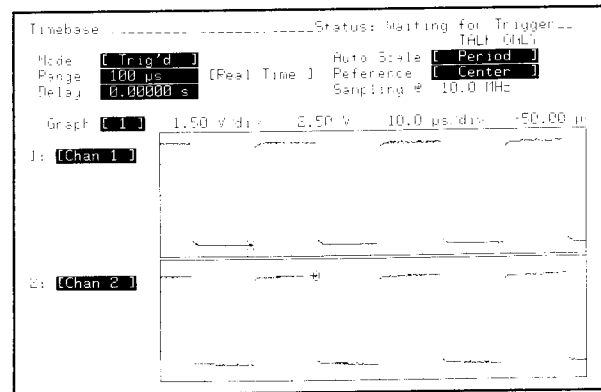 Timebase Status: Waiting for Trigger
TALK ONLY
Mode [ Trig'd ] Auto Scale [ Period ]
Range 100 µs [Real Time ] Reference [ Center ]
Delay 0.00000 s Sampling @ 10.0 MHz
Graph [ 1 ] 1.50 V/div 2.50 V 10.0 µs/div -50.00 µs
1: [Chan 1 ]
2: [Chan 2 ]